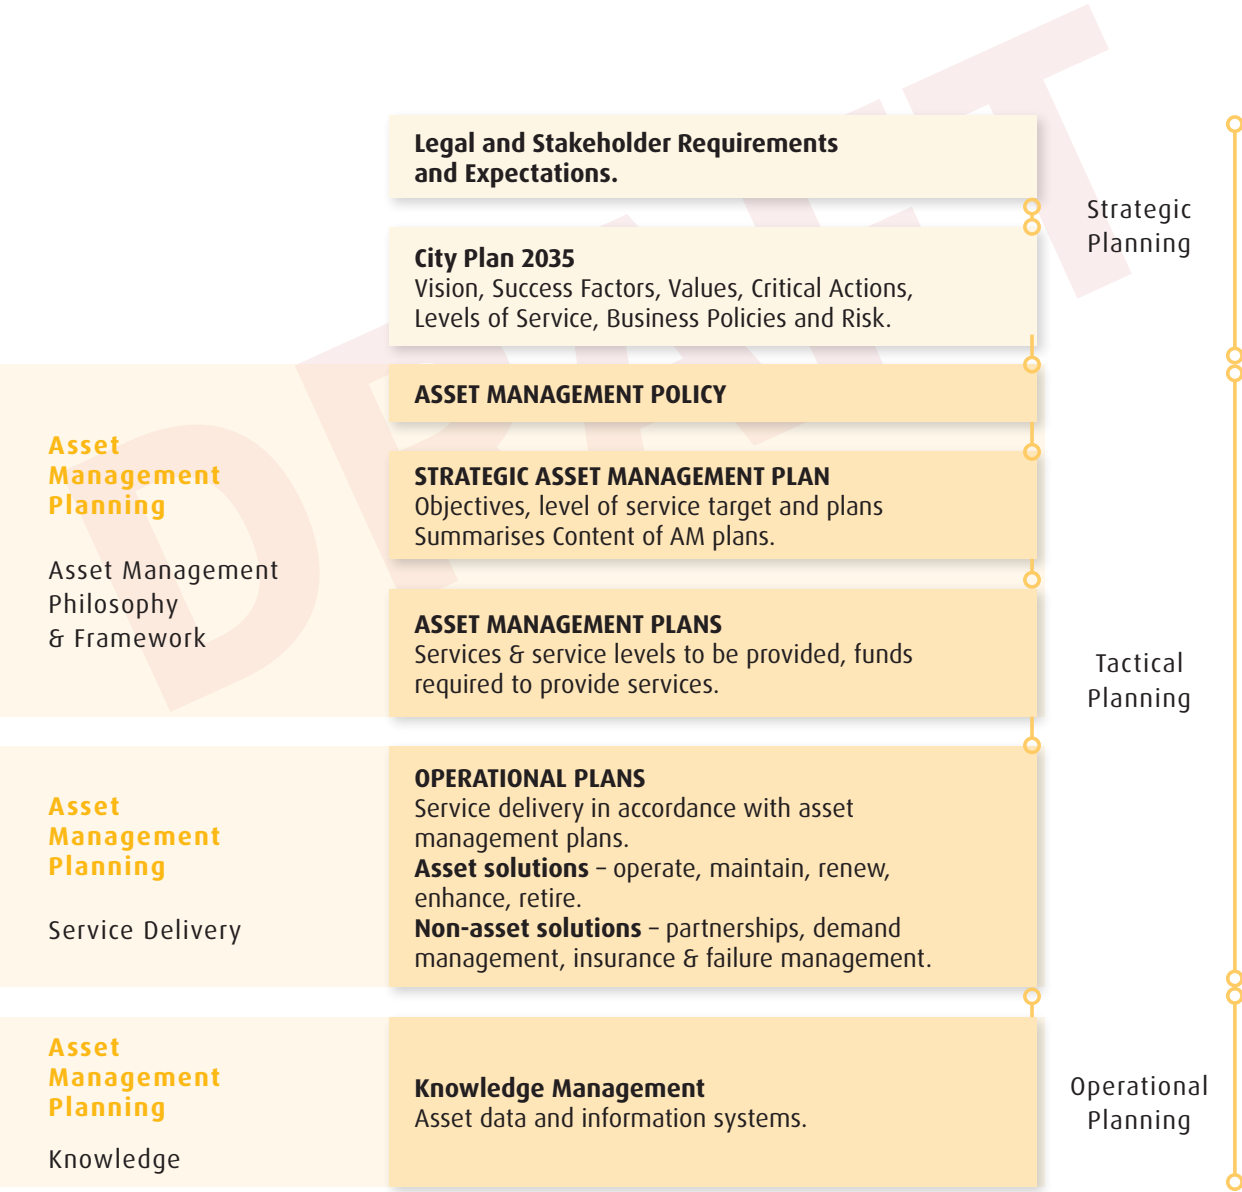 DRAFT
Legal and Stakeholder Requirements
and Expectations.
City Plan 2035
Vision, Success Factors, Values, Critical Actions,
Levels of Service, Business Policies and Risk.
Strategic
Planning
Asset
Management
Planning
Asset Management
Philosophy
& Framework
ASSET MANAGEMENT POLICY
STRATEGIC ASSET MANAGEMENT PLAN
Objectives, level of service target and plans
Summarises Content of AM plans.
ASSET MANAGEMENT PLANS
Services & service levels to be provided, funds
required to provide services.
Tactical
Planning
Asset
Management
Planning
Service Delivery
OPERATIONAL PLANS
Service delivery in accordance with asset
management plans.
Asset solutions – operate, maintain, renew,
enhance, retire.
Non-asset solutions – partnerships, demand
management, insurance & failure management.
Asset
Management
Planning
Knowledge
Knowledge Management
Asset data and information systems.
Operational
Planning